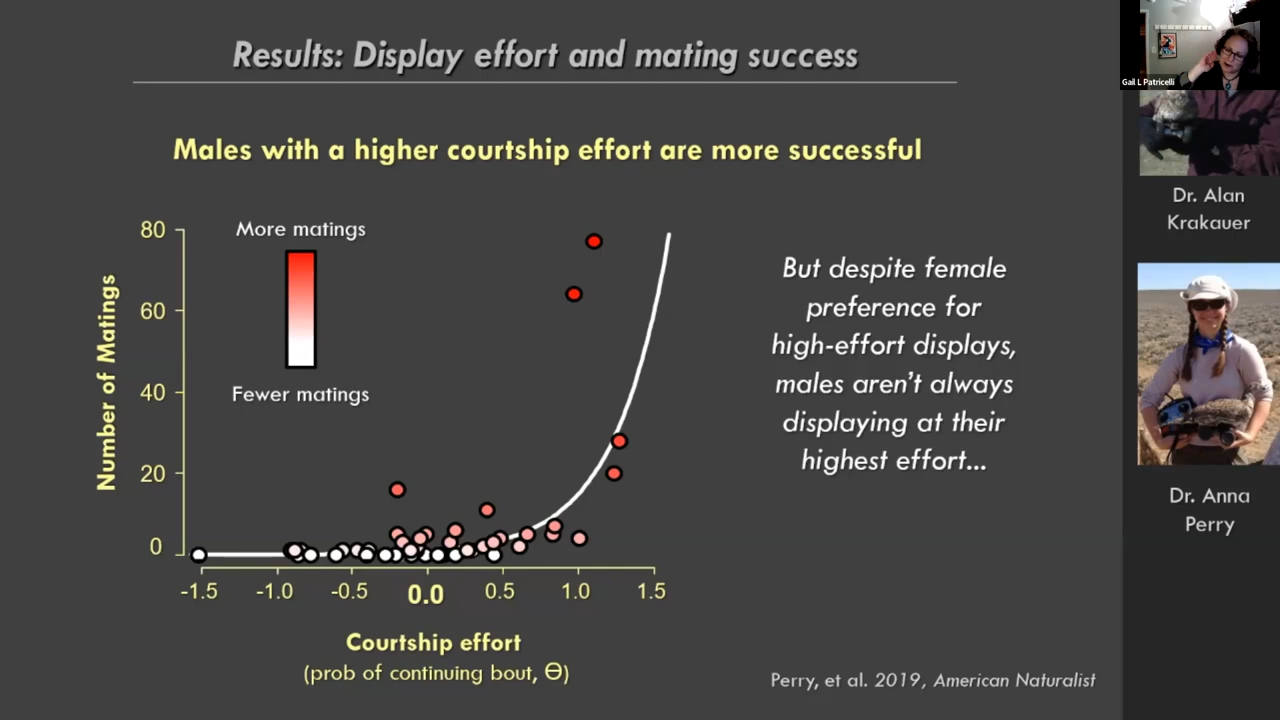 Results: Display effort and mating success
Gail L Patricelli
Males with a higher courtship effort are more successful
Dr. Alan
Krakauer
More matings
Fewer matings
80
60
40
20
0
Number of Matings
-1.5 -1.0 -0.5 0.0 0.5 1.0 1.5
Courtship effort
(prob of continuing bout, Θ)
But despite female
preference for
high-effort displays,
males aren't always
displaying at their
highest effort...
Dr. Anna
Perry
Perry, et al. 2019, American Naturalist